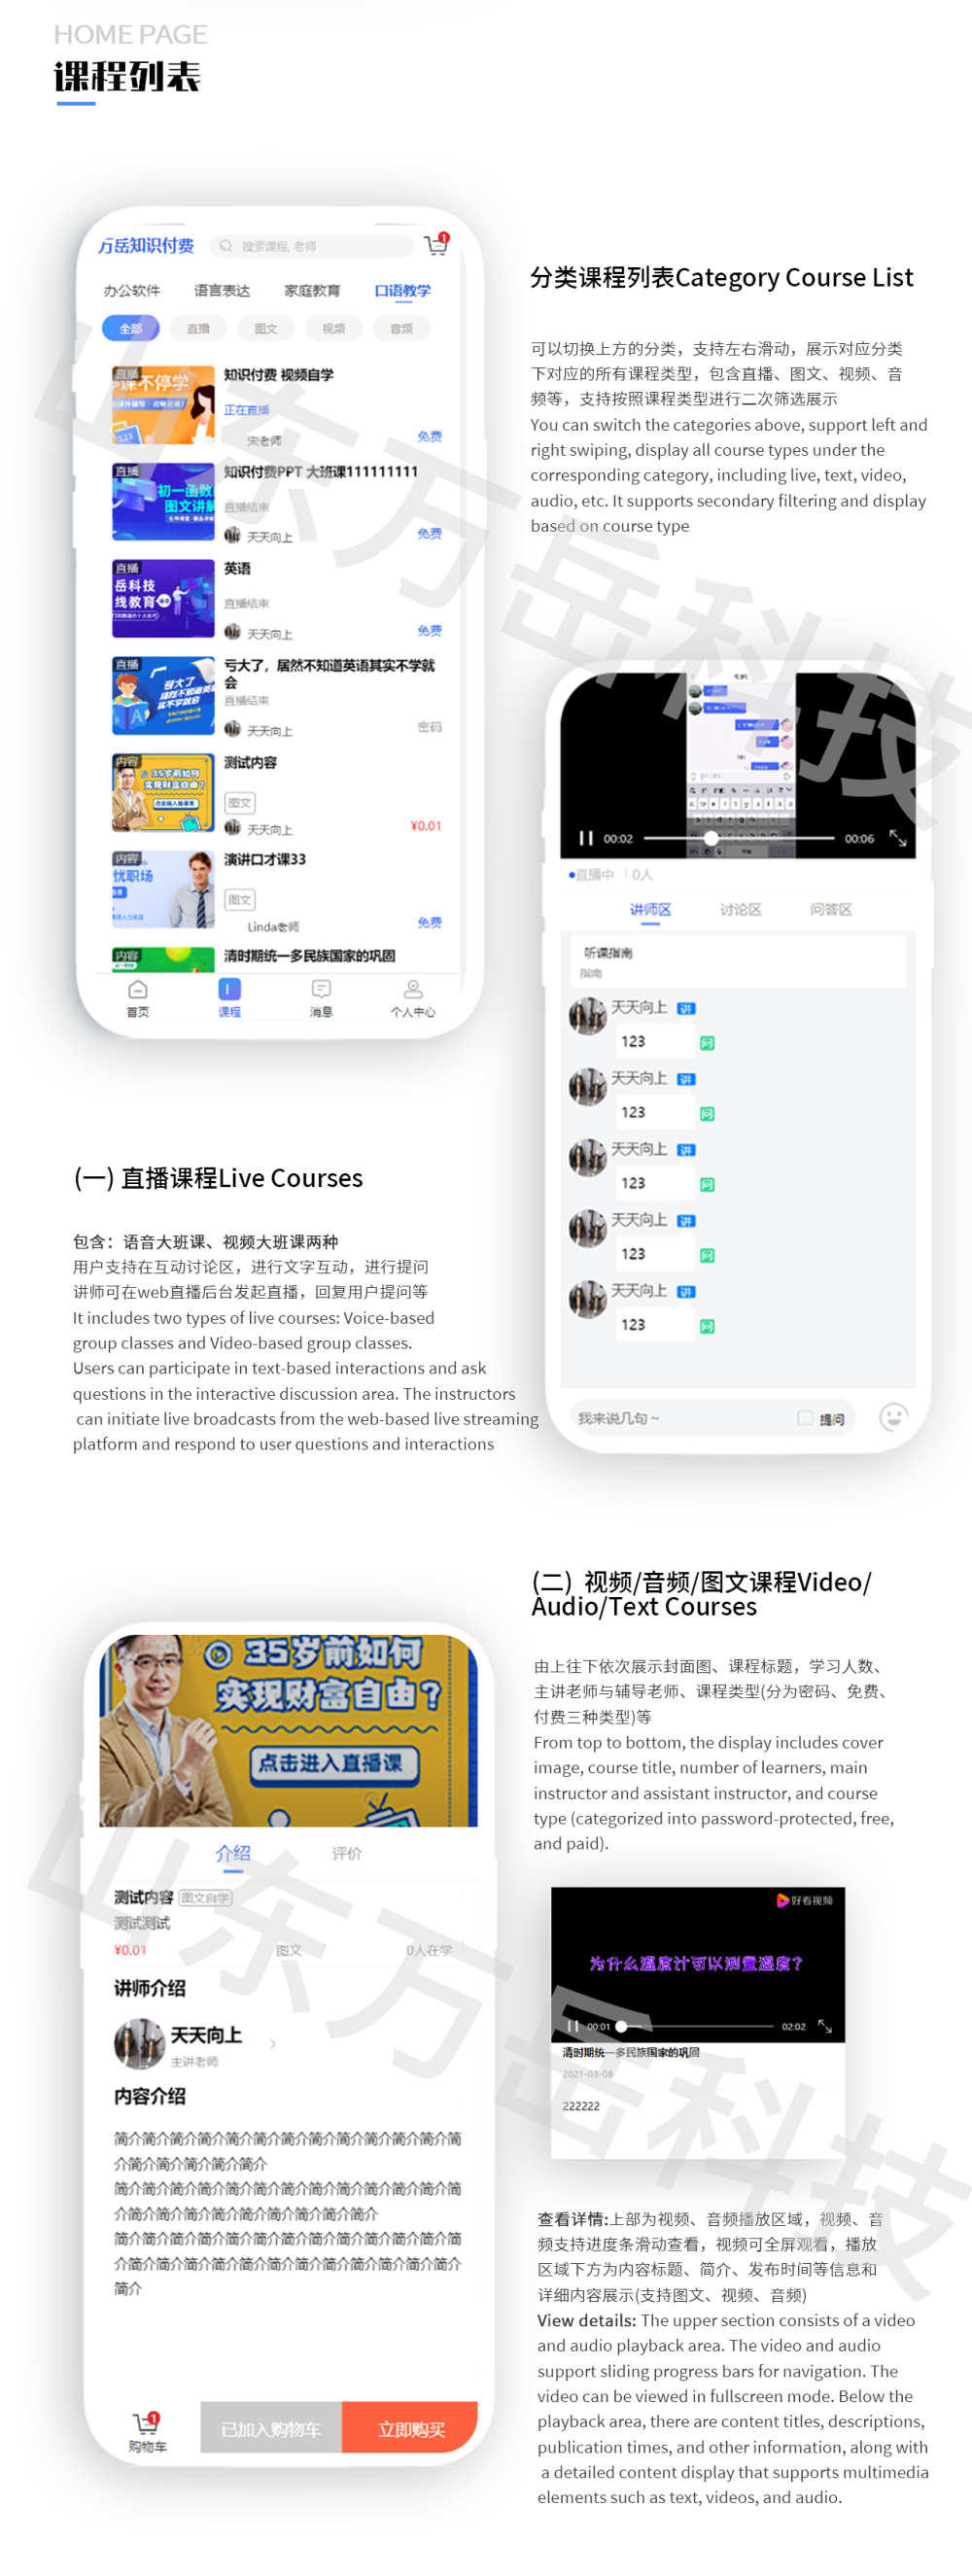 HOME PAGE
课程列表
万岳知识付费
搜索课程, 老师
1
办公软件 语言表达 家庭教育 口语教学
全部 直播 图文 视频 音频
直播
课不停学
知识付费 视频自学
正在直播
宋老师
免费
直播
初一函数
图文讲解
知识付费PPT 大班课111111111
直播结束
天天向上
免费
直播
岳科技
线教育
英语
直播结束
天天向上
免费
直播
亏大了
居然不知道英
实不学就会
亏大了，居然不知道英语其实不学就
会
直播结束
天天向上
密码
内容
35岁前如何
实现财富自由？
点击进入直播课
测试内容
图文
天天向上
¥0.01
内容
忧职场
演讲口才课33
图文
Linda老师
免费
内容
清时期统一多民族国家的巩固
首页 课程 消息 个人中心
分类课程列表Category Course List
可以切换上方的分类，支持左右滑动，展示对应分类
下对应的所有课程类型，包含直播、图文、视频、音
频等，支持按照课程类型进行二次筛选展示
You can switch the categories above, support left and
right swiping, display all course types under the
corresponding category, including live, text, video,
audio, etc. It supports secondary filtering and display
based on course type
00:02
00:06
直播中 0人
讲师区 讨论区 问答区
听课指南
指南
天天向上 讲
123 问
天天向上 讲
123 问
天天向上 讲
123 问
天天向上 讲
123 问
天天向上 讲
123 问
我来说几句 ~ 提问
(一) 直播课程Live Courses
包含：语音大班课、视频大班课两种
用户支持在互动讨论区，进行文字互动，进行提问
讲师可在web直播后台发起直播，回复用户提问等
It includes two types of live courses: Voice-based
group classes and Video-based group classes.
Users can participate in text-based interactions and ask
questions in the interactive discussion area. The instructors
can initiate live broadcasts from the web-based live streaming
platform and respond to user questions and interactions
(二) 视频/音频/图文课程Video/
Audio/Text Courses
由上往下依次展示封面图、课程标题，学习人数、
主讲老师与辅导老师、课程类型(分为密码、免费、
付费三种类型)等
From top to bottom, the display includes cover
image, course title, number of learners, main
instructor and assistant instructor, and course
type (categorized into password-protected, free,
and paid).
35岁前如何
实现财富自由？
点击进入直播课
介绍 评价
测试内容 图文自学
测试测试
¥0.01 图文 0人在学
讲师介绍
天天向上
主讲老师
内容介绍
简介简介简介简介简介简介简介简介简介简介简介简介简
介简介简介简介简介简介
简介简介简介简介简介简介简介简介简介简介简介简介简
介简介简介简介简介简介简介简介简介简介
简介简介简介简介简介简介简介简介简介简介简介简介简
介简介简介简介简介简介简介简介简介简介简介简介简介
简介
1
购物车 已加入购物车 立即购买
好看视频
为什么温度计可以测量温度?
00:01 02:02
清时期统一多民族国家的巩固
2021-03-08
222222
查看详情:上部为视频、音频播放区域，视频、音
频支持进度条滑动查看，视频可全屏观看，播放
区域下方为内容标题、简介、发布时间等信息和
详细内容展示(支持图文、视频、音频)
View details: The upper section consists of a video
and audio playback area. The video and audio
support sliding progress bars for navigation. The
video can be viewed in fullscreen mode. Below the
playback area, there are content titles, descriptions,
publication times, and other information, along with
a detailed content display that supports multimedia
elements such as text, videos, and audio.
山东万岳科技
山东万岳科技